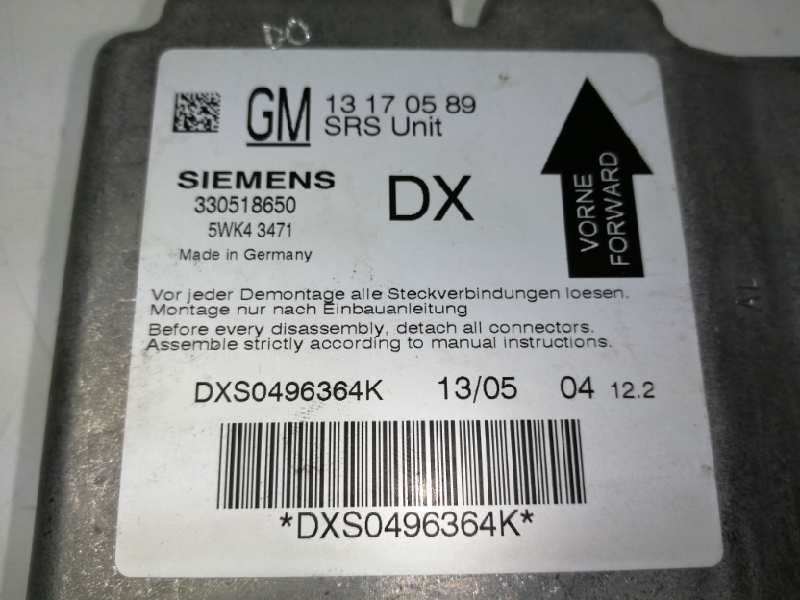 DO
GM 13 17 05 89
SRS Unit
SIEMENS
330518650
5WK4 3471
Made in Germany
DX
VORNE
FORWARD
Vor jeder Demontage alle Steckverbindungen loesen.
Montage nur nach Einbauanleitung
Before every disassembly, detach all connectors.
Assemble strictly according to manual instructions.
DXS0496364K 13/05 04 12.2
*DXS0496364K*